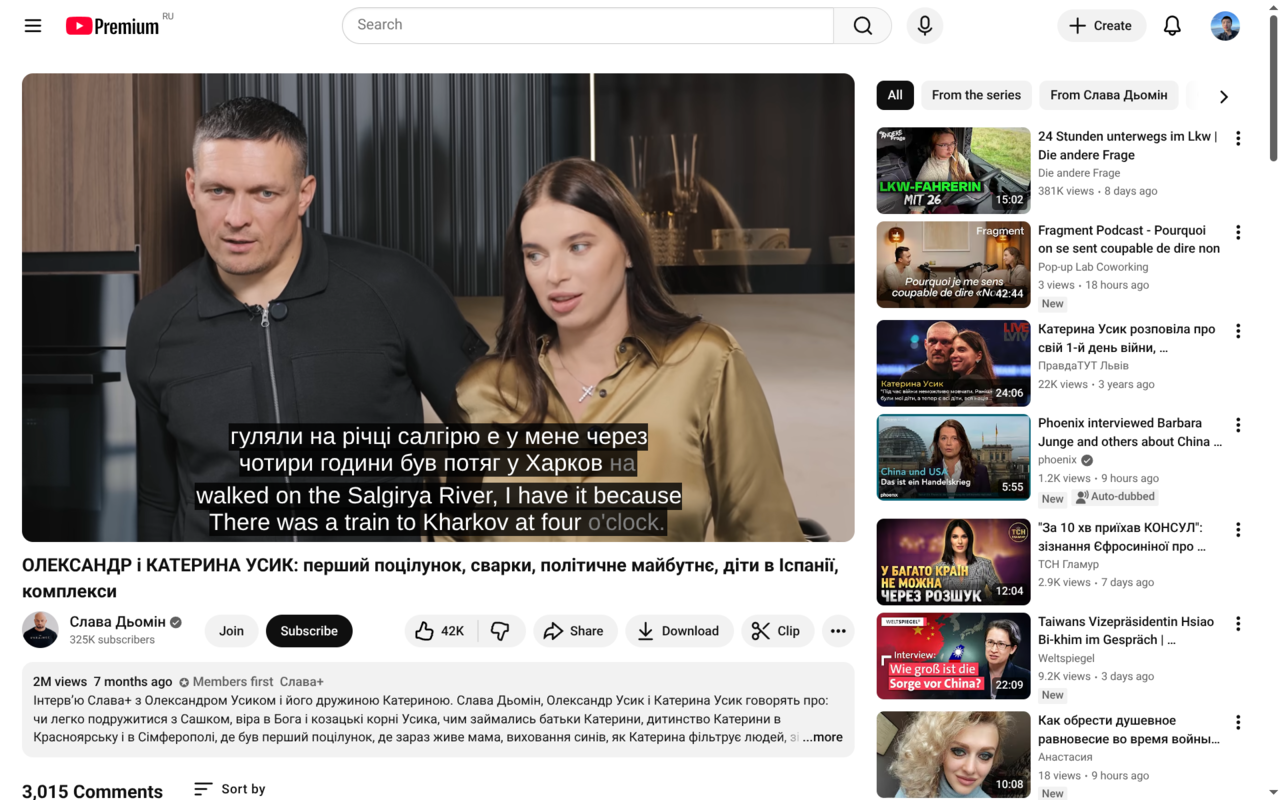 Premium
RU
Search
Create
гуляли на річці салгірю е у мене через
чотири години був потяг у Харков на
walked on the Salgirya River, I have it because
There was a train to Kharkov at four o'clock.
ОЛЕКСАНДР і КАТЕРИНА УСИК: перший поцілунок, сварки, політичне майбутнє, діти в Іспанії,
комплекси
Слава Дьомін
325K subscribers
Join
Subscribe
42K
Share
Download
Clip
2M views 7 months ago Members first Слава+
Інтерв'ю Слава+ з Олександром Усиком і його дружиною Катериною. Слава Дьомін, Олександр Усик і Катерина Усик говорять про:
чи легко подружитися з Сашком, віра в Бога і козацькі корні Усика, чим займались батьки Катерини, дитинство Катерини в
Красноярську і в Сімферополі, де був перший поцілунок, де зараз живе мама, виховання синів, як Катерина фільтрує людей, зі ...more
3,015 Comments
Sort by
All
From the series
From Слава Дьомін
ANDERE
Frage
LKW-FAHRERIN
MIT 26
15:02
24 Stunden unterwegs im Lkw |
Die andere Frage
Die andere Frage
381K views • 8 days ago
Fragment
Pourquoi je me sens
coupable de dire «No
42:44
Fragment Podcast - Pourquoi
on se sent coupable de dire non
Pop-up Lab Coworking
3 views • 18 hours ago
New
LIVE
LVIV
Катерина Усик
24:06
Катерина Усик розповіла про
свій 1-й день війни, ...
ПравдаТУТ Львів
22K views • 3 years ago
China und USA
Das ist ein Handelskrieg
phoenix
5:55
Phoenix interviewed Barbara
Junge and others about China ...
phoenix
1.2K views • 9 hours ago
New
Auto-dubbed
ТСН
У БАГАТО КРАЇН
НЕ МОЖНА
ЧЕРЕЗ РОЗШУК
12:04
"За 10 хв приїхав КОНСУЛ":
зізнання Єфросиніної про ...
ТСН Гламур
2.9K views • 7 days ago
WELTSPIEGEL
Interview:
Wie groß ist die
Sorge vor China?
22:09
Taiwans Vizepräsidentin Hsiao
Bi-khim im Gespräch | ...
Weltspiegel
9.2K views • 3 days ago
New
10:08
Как обрести душевное
равновесие во время войны...
Анастасия
18 views • 9 hours ago
New